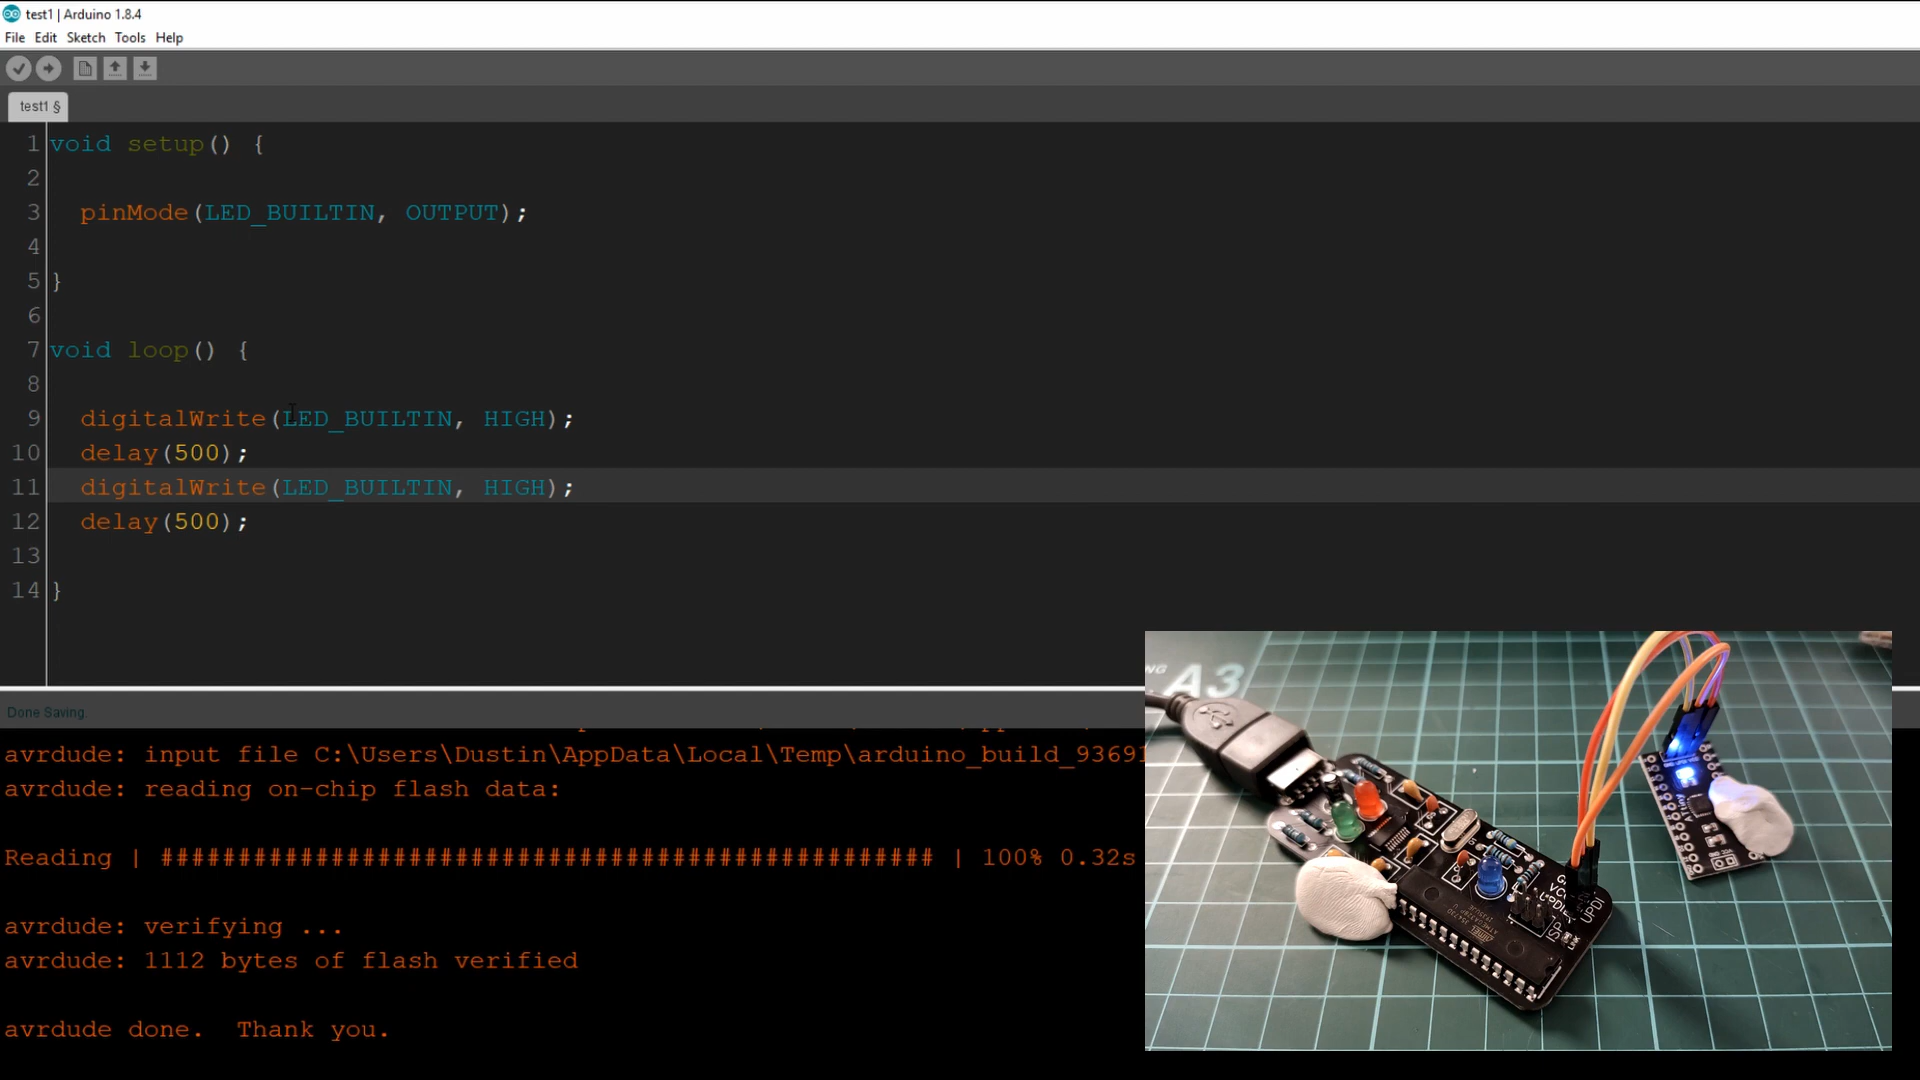 test1 | Arduino 1.8.4
File Edit Sketch Tools Help
test1 §
1 void setup() {
2
3 pinMode(LED_BUILTIN, OUTPUT);
4
5 }
6
7 void loop() {
8
9 digitalWrite(LED_BUILTIN, HIGH);
10 delay(500);
11 digitalWrite(LED_BUILTIN, HIGH);
12 delay(500);
13
14 }
Done Saving.
avrdude: input file C:\Users\Dustin\AppData\Local\Temp\arduino_build_93691
avrdude: reading on-chip flash data:
Reading | ################################################## | 100% 0.32s
avrdude: verifying ...
avrdude: 1112 bytes of flash verified
avrdude done.  Thank you.
A3
UPDI
ISP